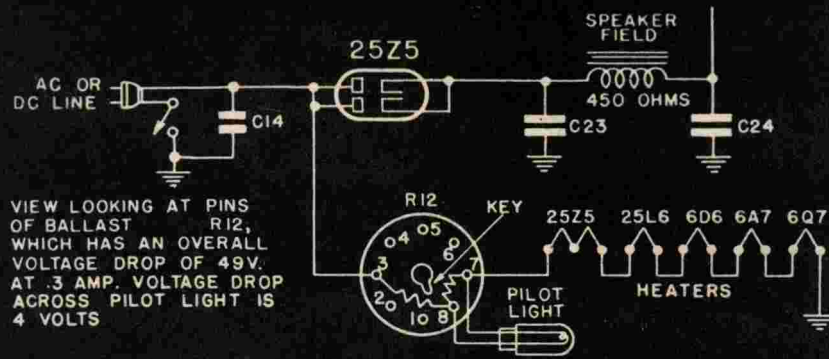 SPEAKER
FIELD
25Z5
AC OR
DC LINE
450 OHMS
C14
C23
C24
VIEW LOOKING AT PINS
OF BALLAST R12,
WHICH HAS AN OVERALL
VOLTAGE DROP OF 49V.
AT .3 AMP. VOLTAGE DROP
ACROSS PILOT LIGHT IS
4 VOLTS
R12
KEY
5
4
6
3
7
2
1
8
25Z5 25L6 6D6 6A7 6Q7
HEATERS
PILOT
LIGHT